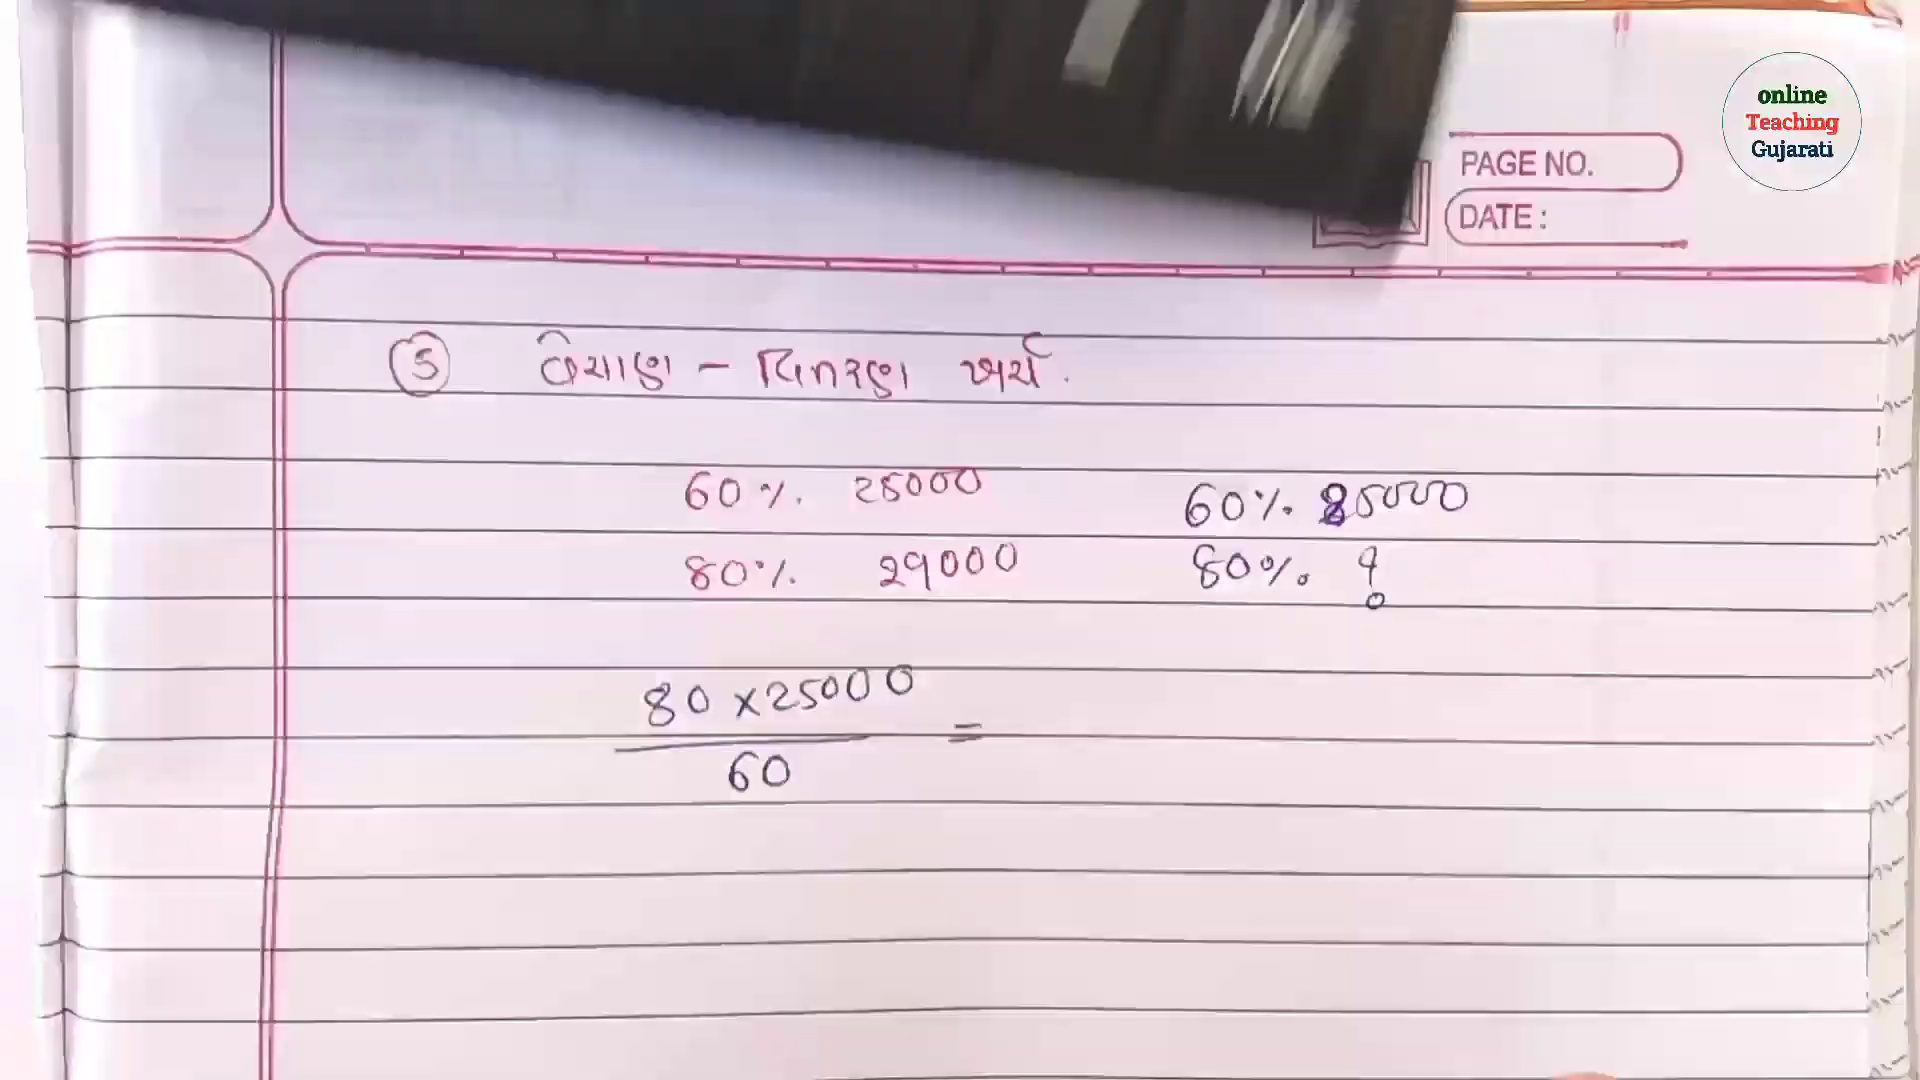 online
Teaching
Gujarati
PAGE NO.
DATE :
5 વેચાણ - વિતરણ ખર્ચ.
60 %. 25000 60%. 25000
80%. 29000 80%. ?
80 x 25000
=
60